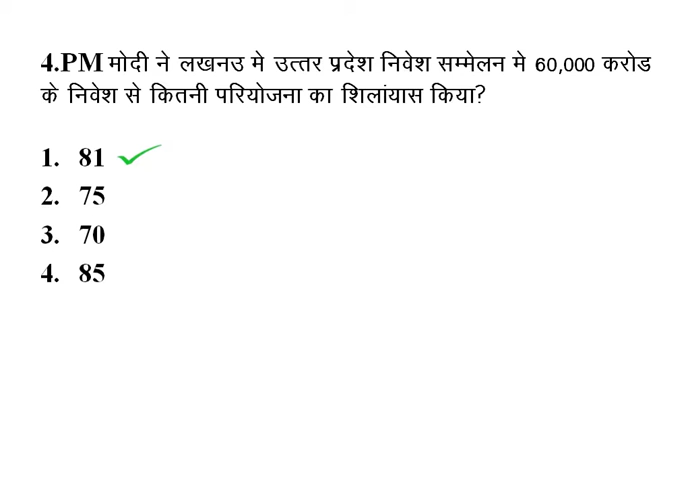 4.PM मोदी ने लखनउ मे उत्तर प्रदेश निवेश सम्मेलन मे 60,000 करोड
के निवेश से कितनी परियोजना का शिलांयास किया?
1. 81
2. 75
3. 70
4. 85